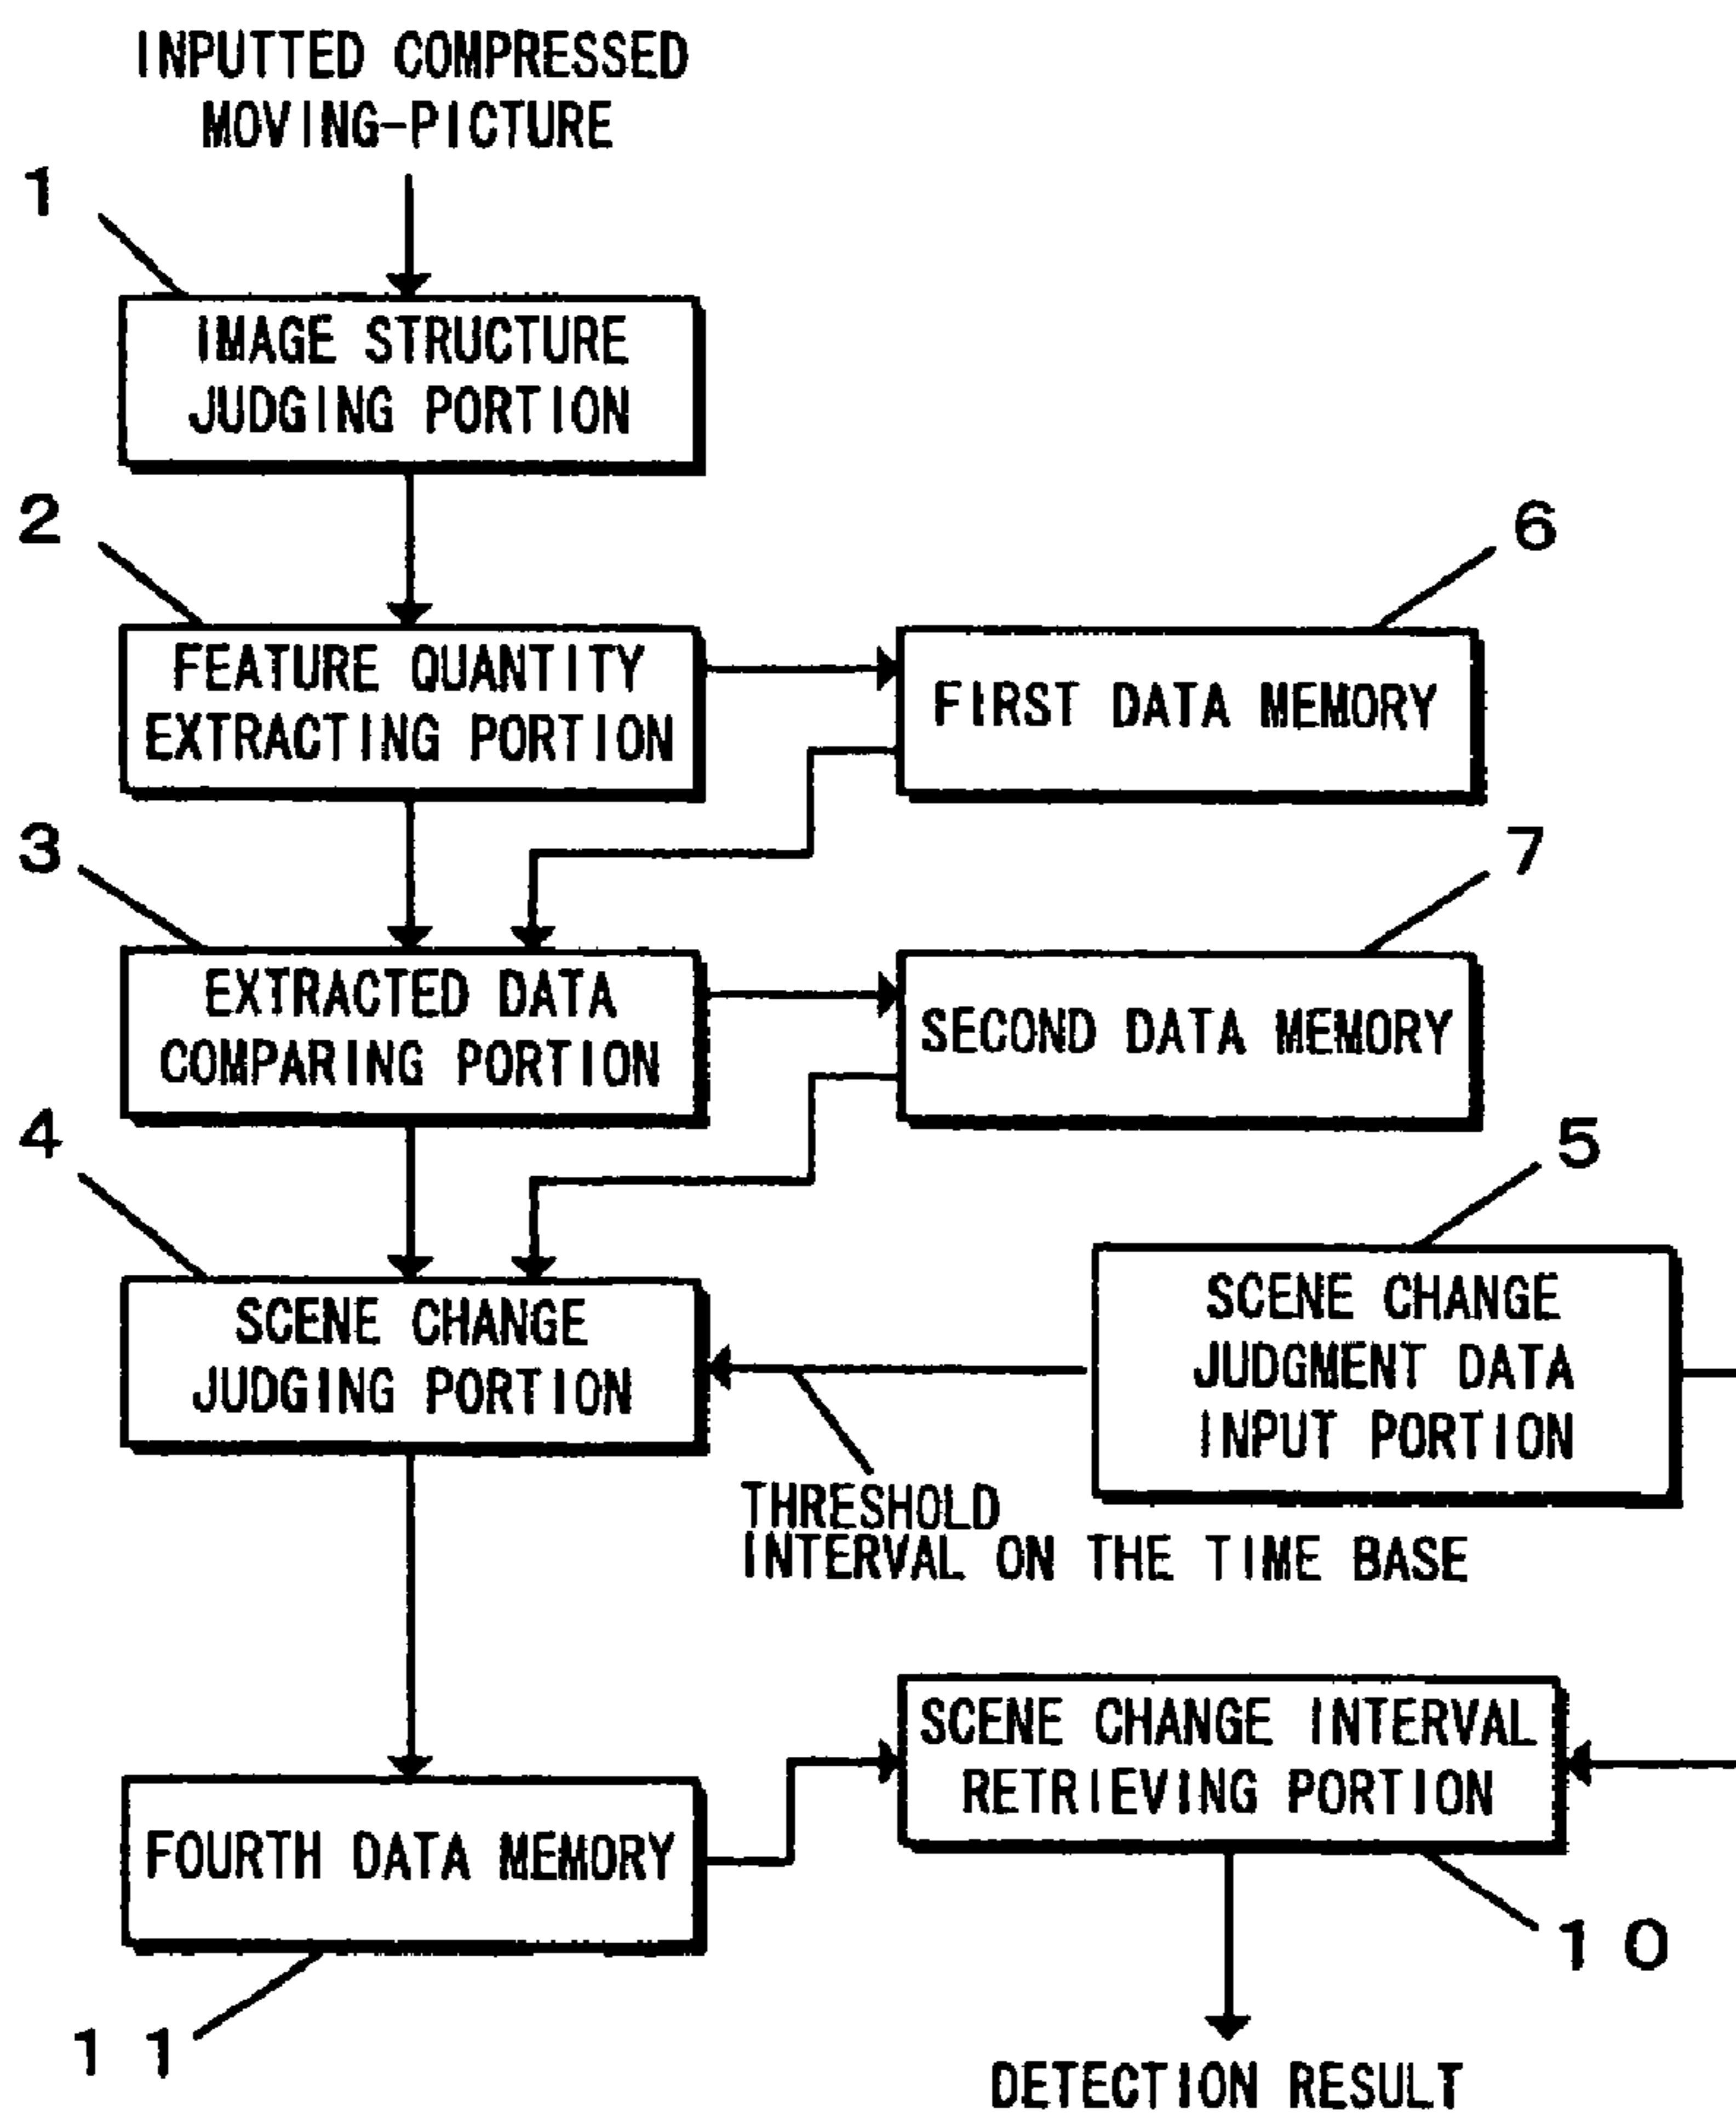 INPUTTED COMPRESSED
MOVING-PICTURE
1
IMAGE STRUCTURE
JUDGING PORTION
2
6
FEATURE QUANTITY
EXTRACTING PORTION
FIRST DATA MEMORY
3
7
EXTRACTED DATA
COMPARING PORTION
SECOND DATA MEMORY
4
5
SCENE CHANGE
JUDGING PORTION
SCENE CHANGE
JUDGMENT DATA
INPUT PORTION
THRESHOLD
INTERVAL ON THE TIME BASE
SCENE CHANGE INTERVAL
RETRIEVING PORTION
FOURTH DATA MEMORY
10
11
DETECTION RESULT